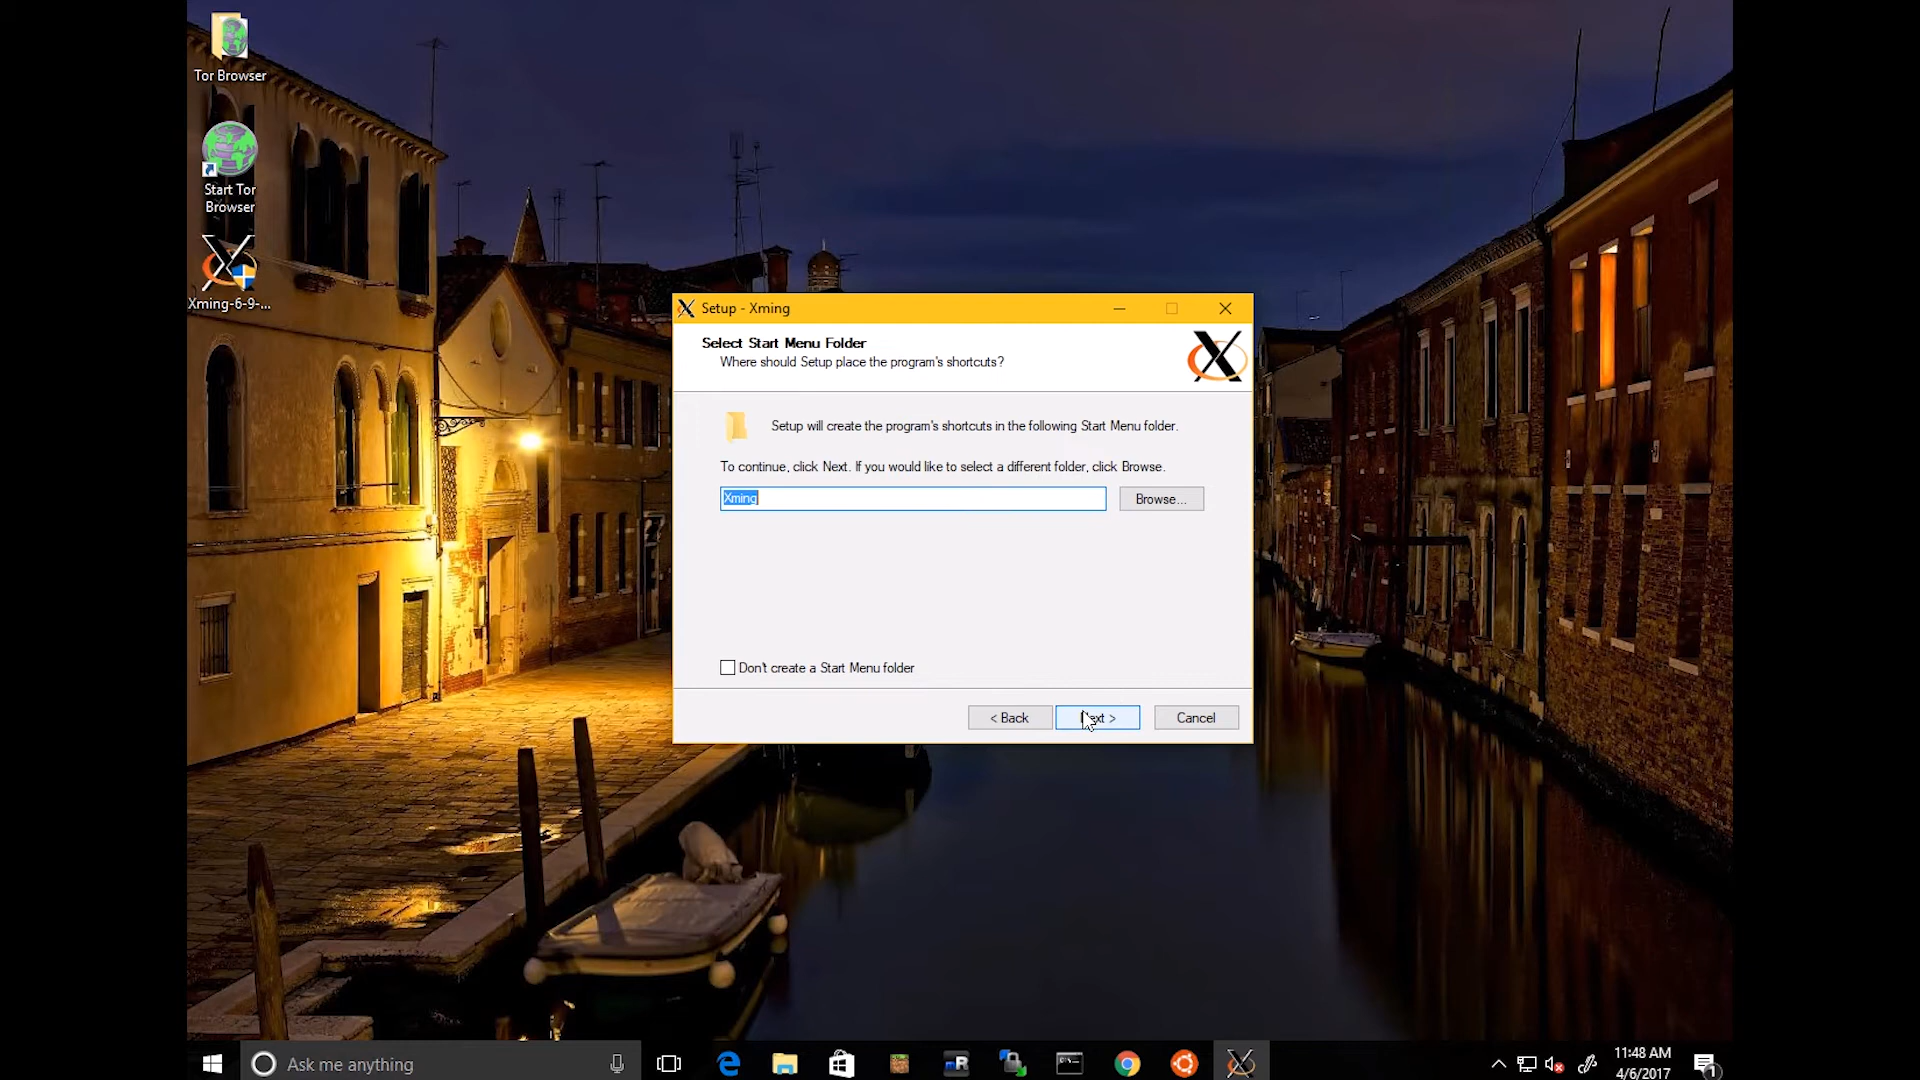 Tor Browser
Start Tor
Browser
Xming-6-9-...
Setup - Xming
Select Start Menu Folder
Where should Setup place the program's shortcuts?
Setup will create the program's shortcuts in the following Start Menu folder.
To continue, click Next. If you would like to select a different folder, click Browse.
Xming
Browse...
Don't create a Start Menu folder
< Back
Cancel
Ask me anything
11:48 AM
4/6/2017
1